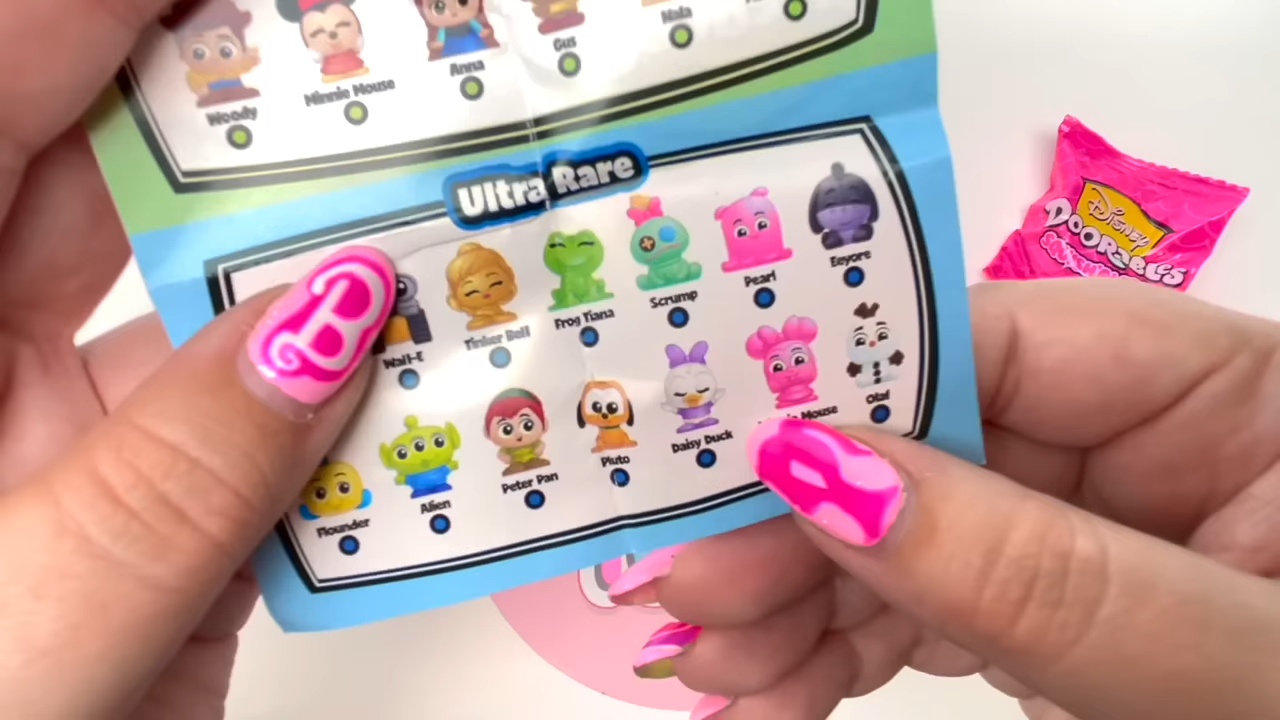 Woody
Minnie Mouse
Anna
Gus
Nala
Ultra Rare
Wall-E
Tinker Bell
Frog Tiana
Scrump
Pearl
Eeyore
Flounder
Alien
Peter Pan
Pluto
Daisy Duck
Mouse
Olaf
B
Disney
Doorables